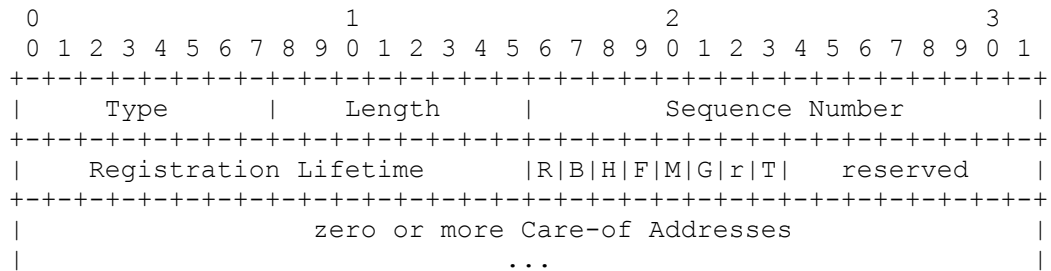 0                   1                   2                   3
 0 1 2 3 4 5 6 7 8 9 0 1 2 3 4 5 6 7 8 9 0 1 2 3 4 5 6 7 8 9 0 1
+-+-+-+-+-+-+-+-+-+-+-+-+-+-+-+-+-+-+-+-+-+-+-+-+-+-+-+-+-+-+-+-+
|     Type      |    Length     |        Sequence Number        |
+-+-+-+-+-+-+-+-+-+-+-+-+-+-+-+-+-+-+-+-+-+-+-+-+-+-+-+-+-+-+-+-+
|    Registration Lifetime      |R|B|H|F|M|G|r|T|   reserved    |
+-+-+-+-+-+-+-+-+-+-+-+-+-+-+-+-+-+-+-+-+-+-+-+-+-+-+-+-+-+-+-+-+
|                  zero or more Care-of Addresses               |
|                              ...                              |